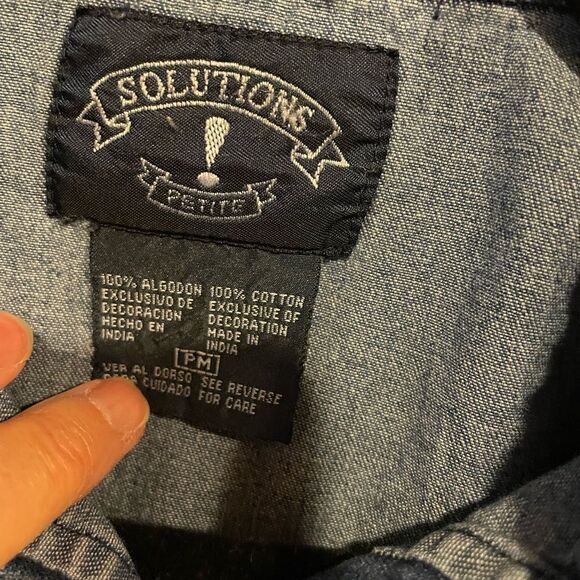 SOLUTIONS
!
PETITE
100% ALGODON
EXCLUSIVO DE
DECORACION
HECHO EN
INDIA
100% COTTON
EXCLUSIVE OF
DECORATION
MADE IN
INDIA
PM
VER AL DORSO SEE REVERSE
CUIDADO FOR CARE